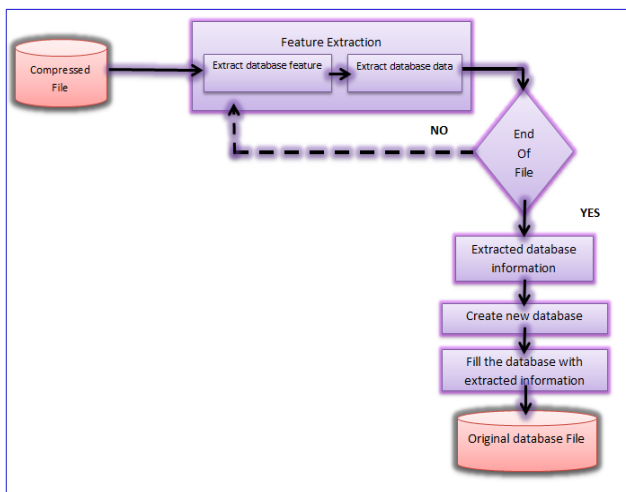 Feature Extraction
Compressed
File
Extract database feature
Extract database data
NO
End
Of
File
YES
Extracted database
information
Create new database
Fill the database with
extracted information
Original database File